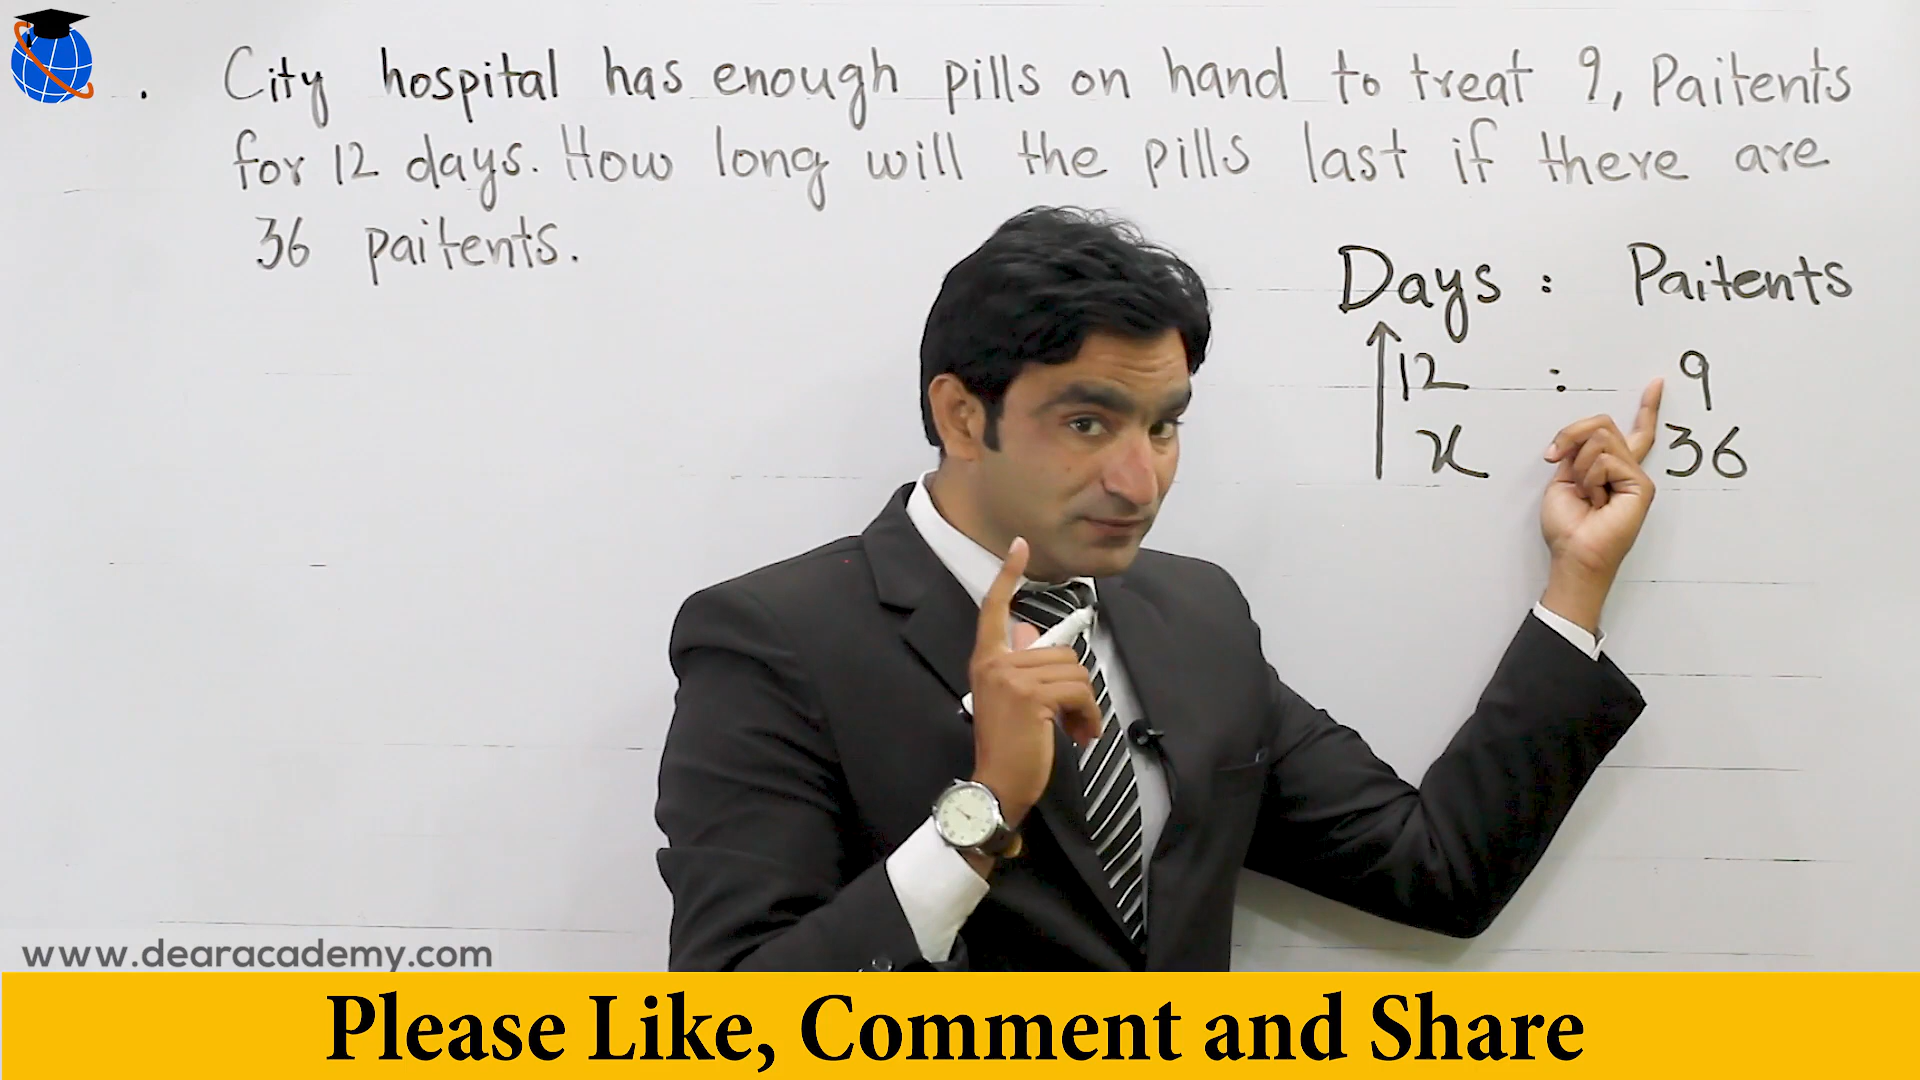 . City hospital has enough pills on hand to treat 9, Paitents
for 12 days. How long will the pills last if there are
36 paitents.
Days : Paitents
12 : 9
x 36
www.dearacademy.com
Please Like, Comment and Share